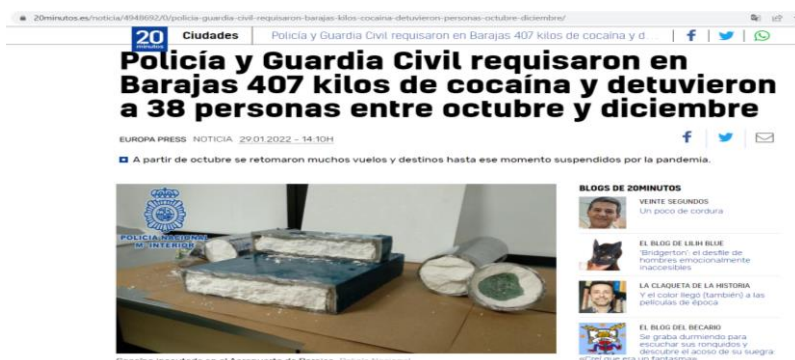 20minutos.es/noticia/4948692/0/policia-guardia-civil-requisaron-barajas-kilos-cocaina-detuvieron-personas-octubre-diciembre/
20
minutos
Ciudades
Policía y Guardia Civil requisaron en Barajas 407 kilos de cocaína y d...
Policía y Guardia Civil requisaron en
Barajas 407 kilos de cocaína y detuvieron
a 38 personas entre octubre y diciembre
EUROPA PRESS NOTICIA 29.01.2022 - 14:10H
A partir de octubre se retomaron muchos vuelos y destinos hasta ese momento suspendidos por la pandemia.
POLICÍA NACIONAL
M. INTERIOR
BLOGS DE 20MINUTOS
VEINTE SEGUNDOS
Un poco de cordura
EL BLOG DE LILIH BLUE
'Bridgerton': el desfile de
hombres emocionalmente
inaccesibles
LA CLAQUETA DE LA HISTORIA
Y el color llegó (también) a las
películas de época
EL BLOG DEL BECARIO
Se graba durmiendo para
escuchar sus ronquidos y
descubre el acoso de su suegra